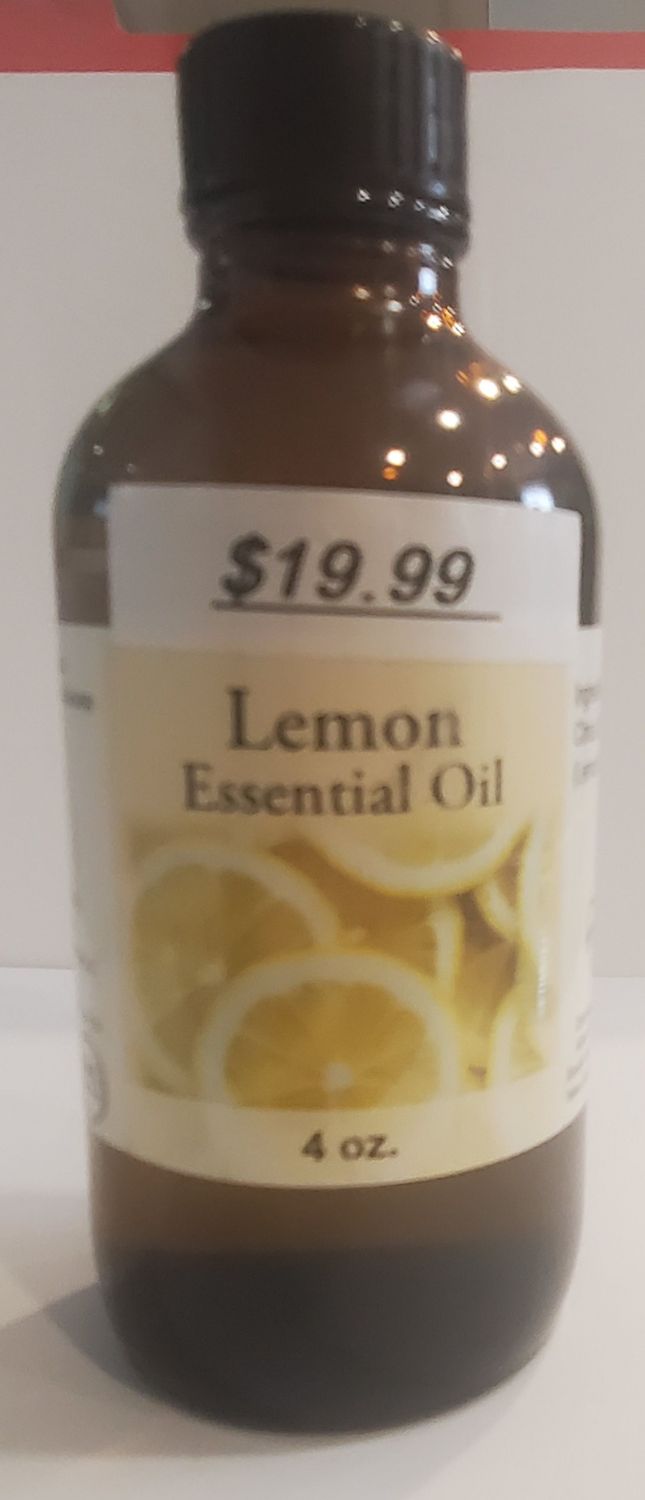 $19.99
Lemon
Essential Oil
4 oz.